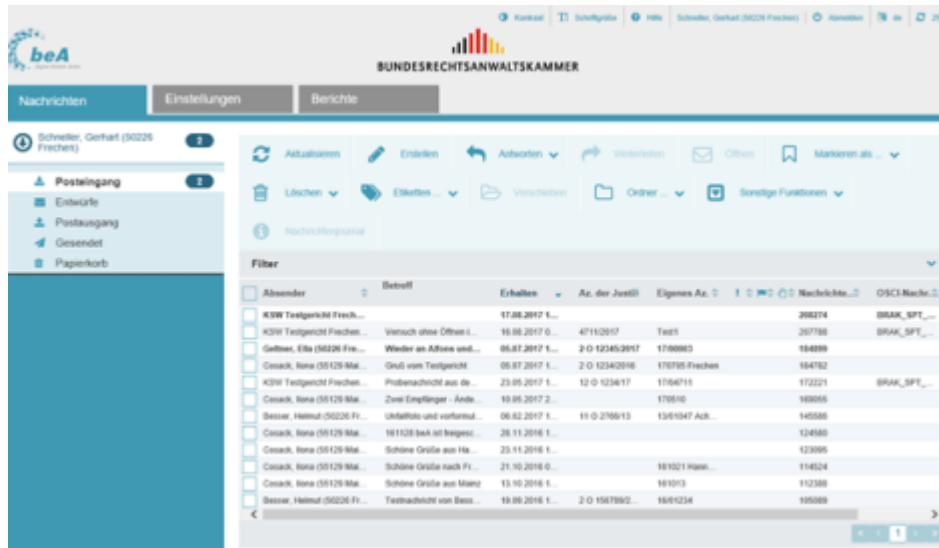 Kontrast Schriftgröße Hilfe Schneller, Gerhart (50226 Frechen) Abmelden de
beA
BUNDESRECHTSANWALTSKAMMER
Nachrichten Einstellungen Berichte
Schneller, Gerhart (50226 Frechen) 2
Posteingang 2
Entwürfe
Postausgang
Gesendet
Papierkorb
Aktualisieren Erstellen Antworten Weiterleiten Öffnen Markieren als ...
Löschen Etiketten ... Verschieben Ordner ... Sonstige Funktionen
Nachrichtenjournal
Filter
Absender Betreff Erhalten Az. der Justiz Eigenes Az. Nachrichte... OSCI-Nachr...
KSW Testgericht Frech... 17.08.2017 1... 208274 BRAK_SPT_...
KSW Testgericht Frechen... Versuch ohne Öffnen i... 16.08.2017 0... 4711/2017 Test1 207788 BRAK_SPT_...
Geitner, Ella (50226 Fre... Wieder an Alfons und... 05.07.2017 1... 2 O 12345/2017 17/00003 184899
Cosack, Ilona (55129 Mai... Gruß vom Testgericht 05.07.2017 1... 2 O 1234/2016 170705 Frechen 184782
KSW Testgericht Frechen... Probenachricht aus de... 23.05.2017 1... 12 O 1234/17 17/04711 172221 BRAK_SPT_...
Cosack, Ilona (55129 Mai... Zwei Empfänger - Ände... 10.05.2017 2... 170510 169055
Besser, Helmut (50226 Fr... Unfallfoto und vorformul... 06.02.2017 1... 11 O 2766/13 13/01047 Ach... 145586
Cosack, Ilona (55129 Mai... 161128 beA ist freigesc... 28.11.2016 1... 124580
Cosack, Ilona (55129 Mai... Schöne Grüße aus Ha... 23.11.2016 1... 123095
Cosack, Ilona (55129 Mai... Schöne Grüße nach Fr... 21.10.2016 0... 161021 Hann... 114524
Cosack, Ilona (55129 Mai... Schöne Grüße aus Mainz 13.10.2016 1... 161013 112388
Besser, Helmut (50226 Fr... Testnachricht von Bess... 19.09.2016 1... 16/01234 105089
1